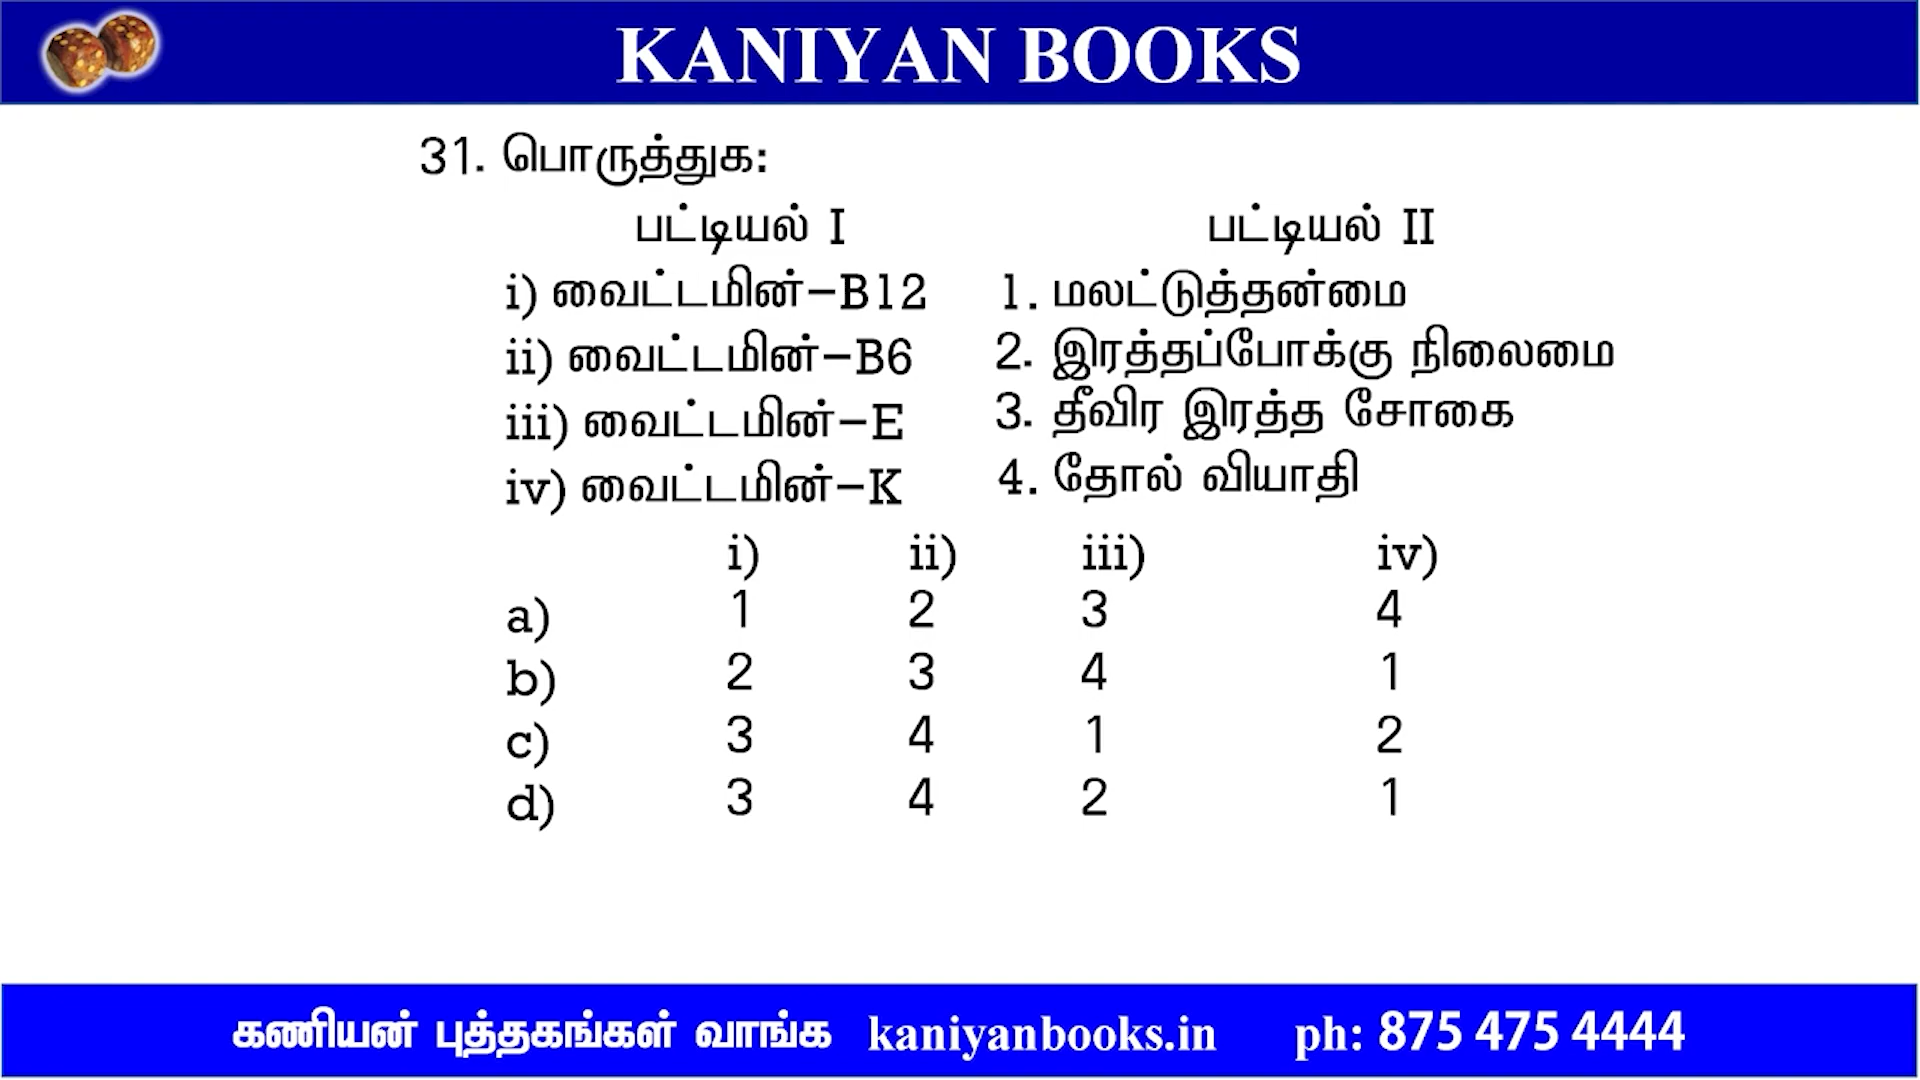 KANIYAN BOOKS
31. பொருத்துக:
பட்டியல் I பட்டியல் II
i) வைட்டமின்–B12 1. மலட்டுத்தன்மை
ii) வைட்டமின்–B6 2. இரத்தப்போக்கு நிலைமை
iii) வைட்டமின்–E 3. தீவிர இரத்த சோகை
iv) வைட்டமின்–K 4. தோல் வியாதி
i) ii) iii) iv)
a) 1 2 3 4
b) 2 3 4 1
c) 3 4 1 2
d) 3 4 2 1
கணியன் புத்தகங்கள் வாங்க kaniyanbooks.in ph: 875 475 4444